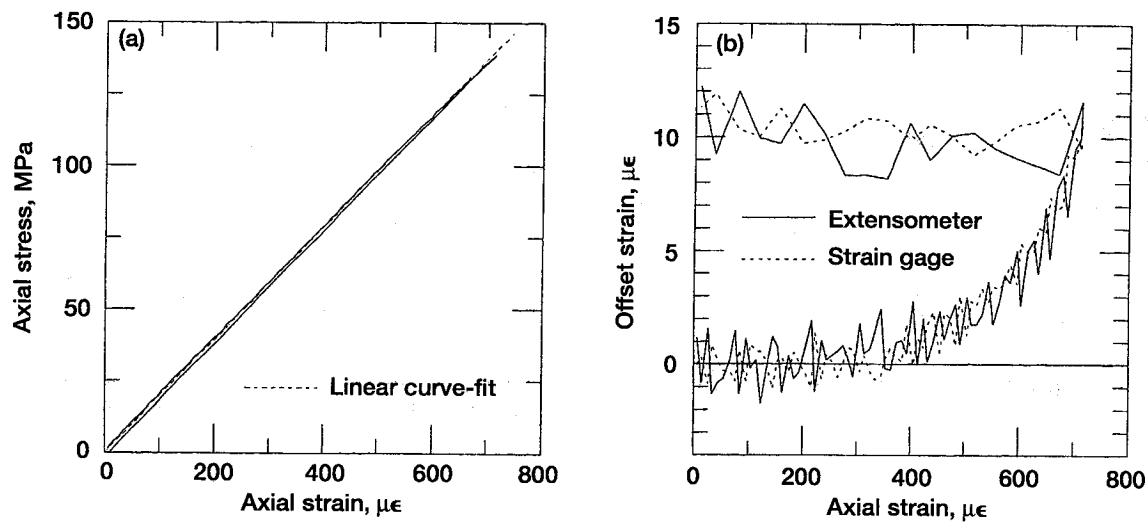 (a)
150
100
50
0
0 200 400 600 800
Axial stress, MPa
Axial strain, με
Linear curve-fit
(b)
15
10
5
0
0 200 400 600 800
Offset strain, με
Axial strain, με
Extensometer
Strain gage